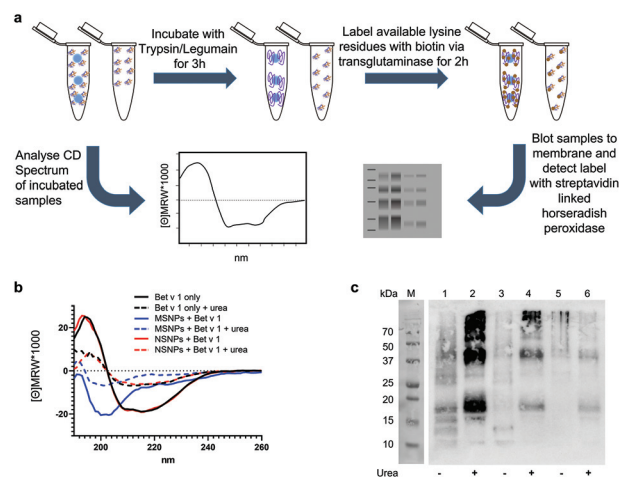 a
Incubate with
Trypsin/Legumain
for 3h
Label available lysine
residues with biotin via
transglutaminase for 2h
Analyse CD
Spectrum
of incubated
samples
[Θ]MRW*1000
nm
Blot samples to
membrane and
detect label
with streptavidin
linked
horseradish
peroxidase
b
Bet v 1 only
Bet v 1 only + urea
MSNPs + Bet v 1
MSNPs + Bet v 1 + urea
NSNPs + Bet v 1
NSNPs + Bet v 1 + urea
[Θ]MRW*1000
20
0
-20
200 220 240 260
nm
c
kDa M 1 2 3 4 5 6
70
50
37
25
20
15
10
Urea - + - + - +